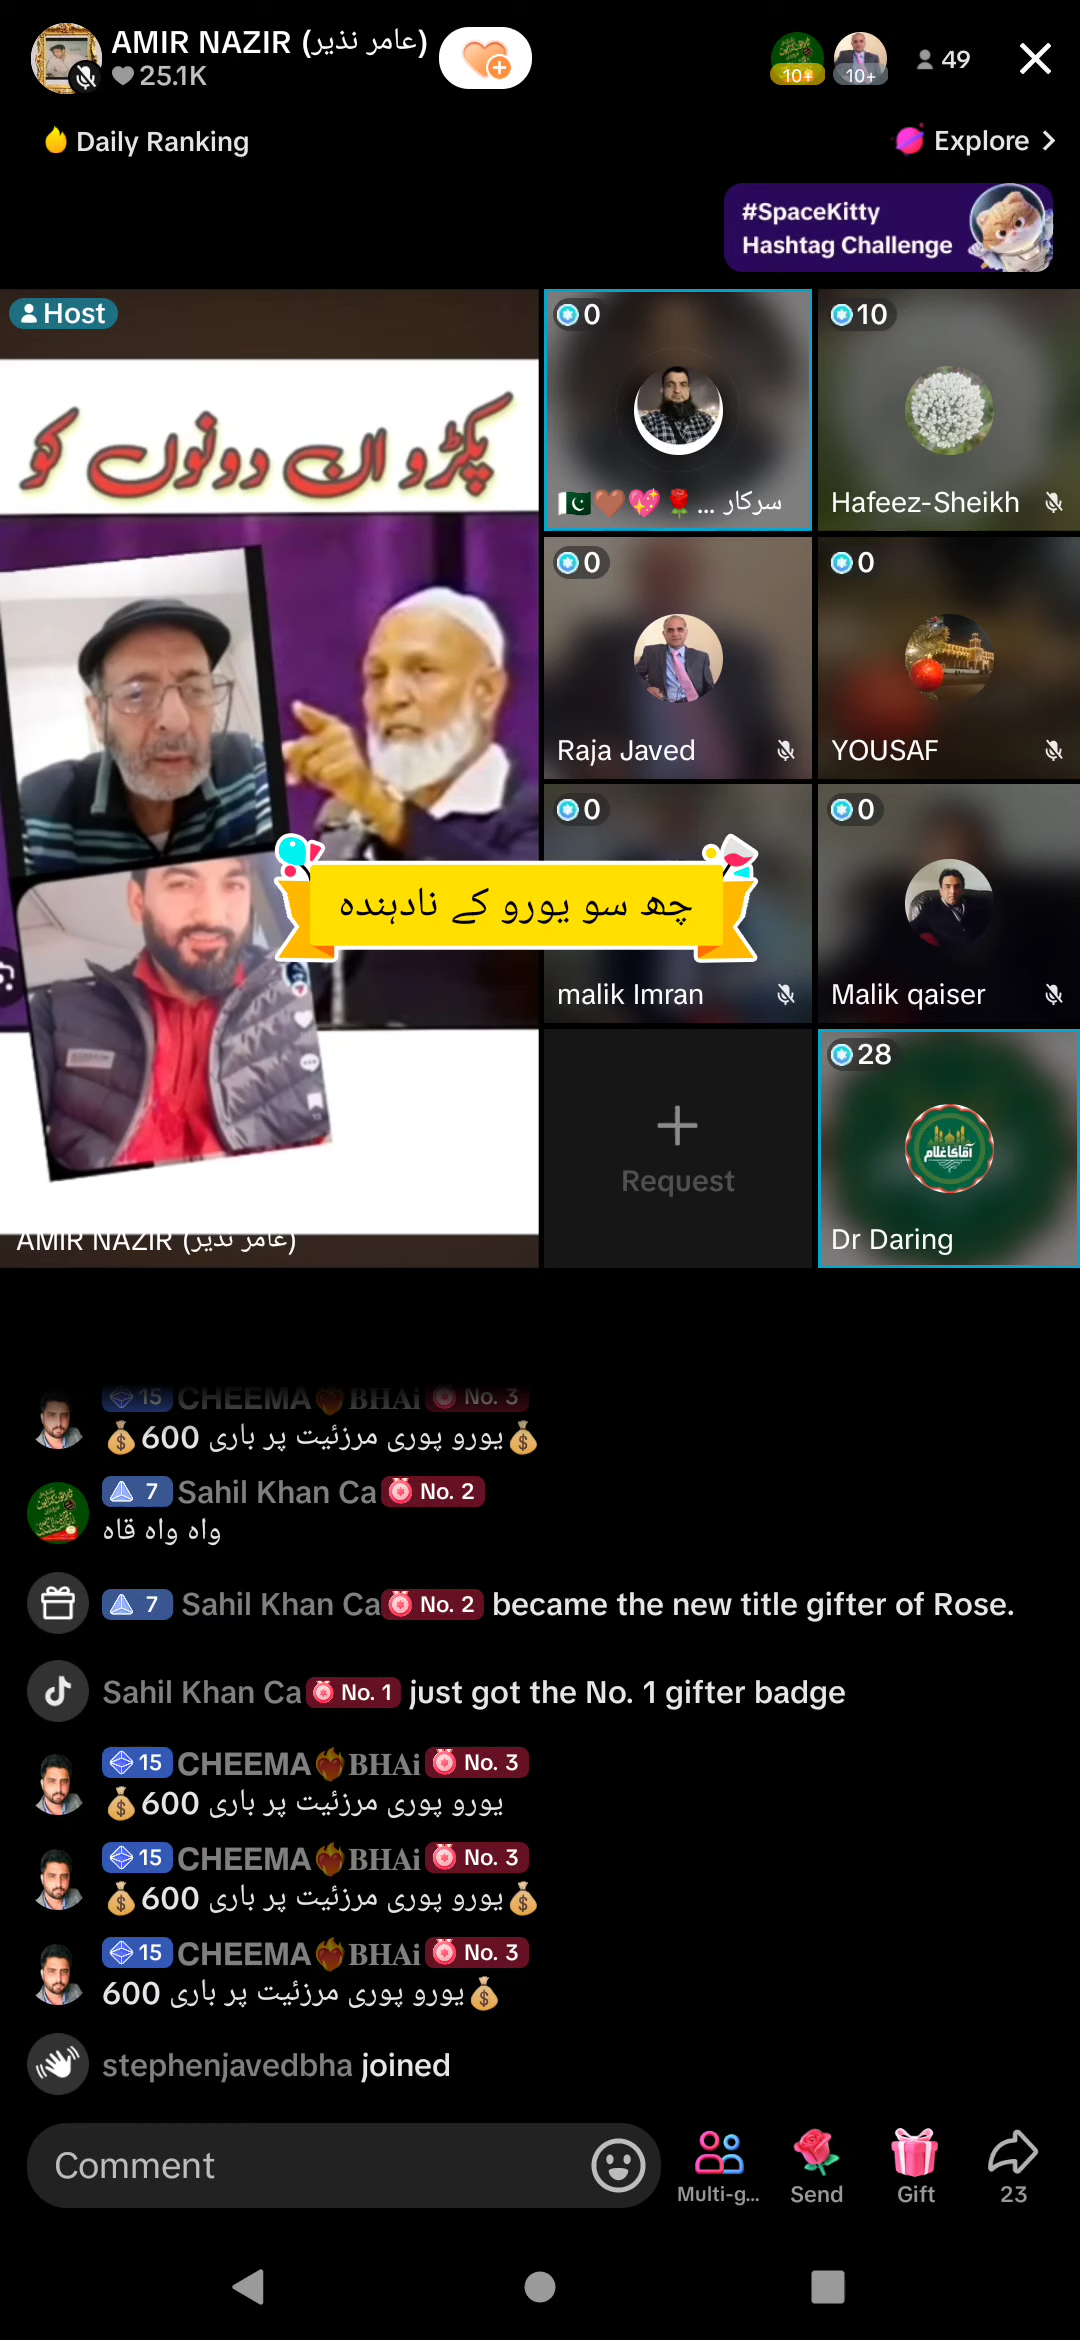 AMIR NAZIR (عامر نذیر)
25.1K
10+
10+
49
Daily Ranking
Explore
#SpaceKitty
Hashtag Challenge
Host
پکڑو ان دونوں کو
چھ سو یورو کے نادہندہ
AMIR NAZIR (عامر نذیر)
0
سرکار ...
10
Hafeez-Sheikh
0
Raja Javed
0
YOUSAF
0
malik Imran
0
Malik qaiser
Request
28
آقا کا غلام
Dr Daring
15 CHEEMA❤️‍🔥BHAi No. 3
💰600 یورو پوری مرزئیت پر باری💰
7 Sahil Khan Ca No. 2
واہ واہ قاہ
7 Sahil Khan Ca No. 2 became the new title gifter of Rose.
Sahil Khan Ca No. 1 just got the No. 1 gifter badge
15 CHEEMA❤️‍🔥BHAi No. 3
💰600 یورو پوری مرزئیت پر باری
15 CHEEMA❤️‍🔥BHAi No. 3
💰600 یورو پوری مرزئیت پر باری💰
15 CHEEMA❤️‍🔥BHAi No. 3
600 یورو پوری مرزئیت پر باری💰
stephenjavedbha joined
Comment
Multi-g...
Send
Gift
23